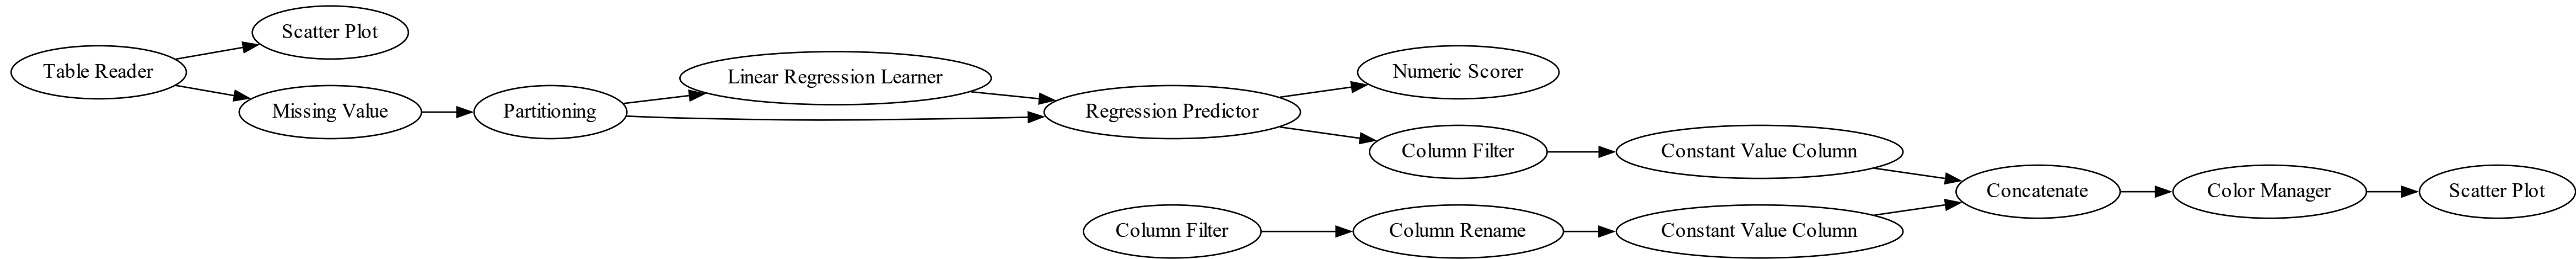 Table Reader
Scatter Plot
Missing Value
Partitioning
Linear Regression Learner
Regression Predictor
Numeric Scorer
Column Filter
Constant Value Column
Column Filter
Column Rename
Constant Value Column
Concatenate
Color Manager
Scatter Plot